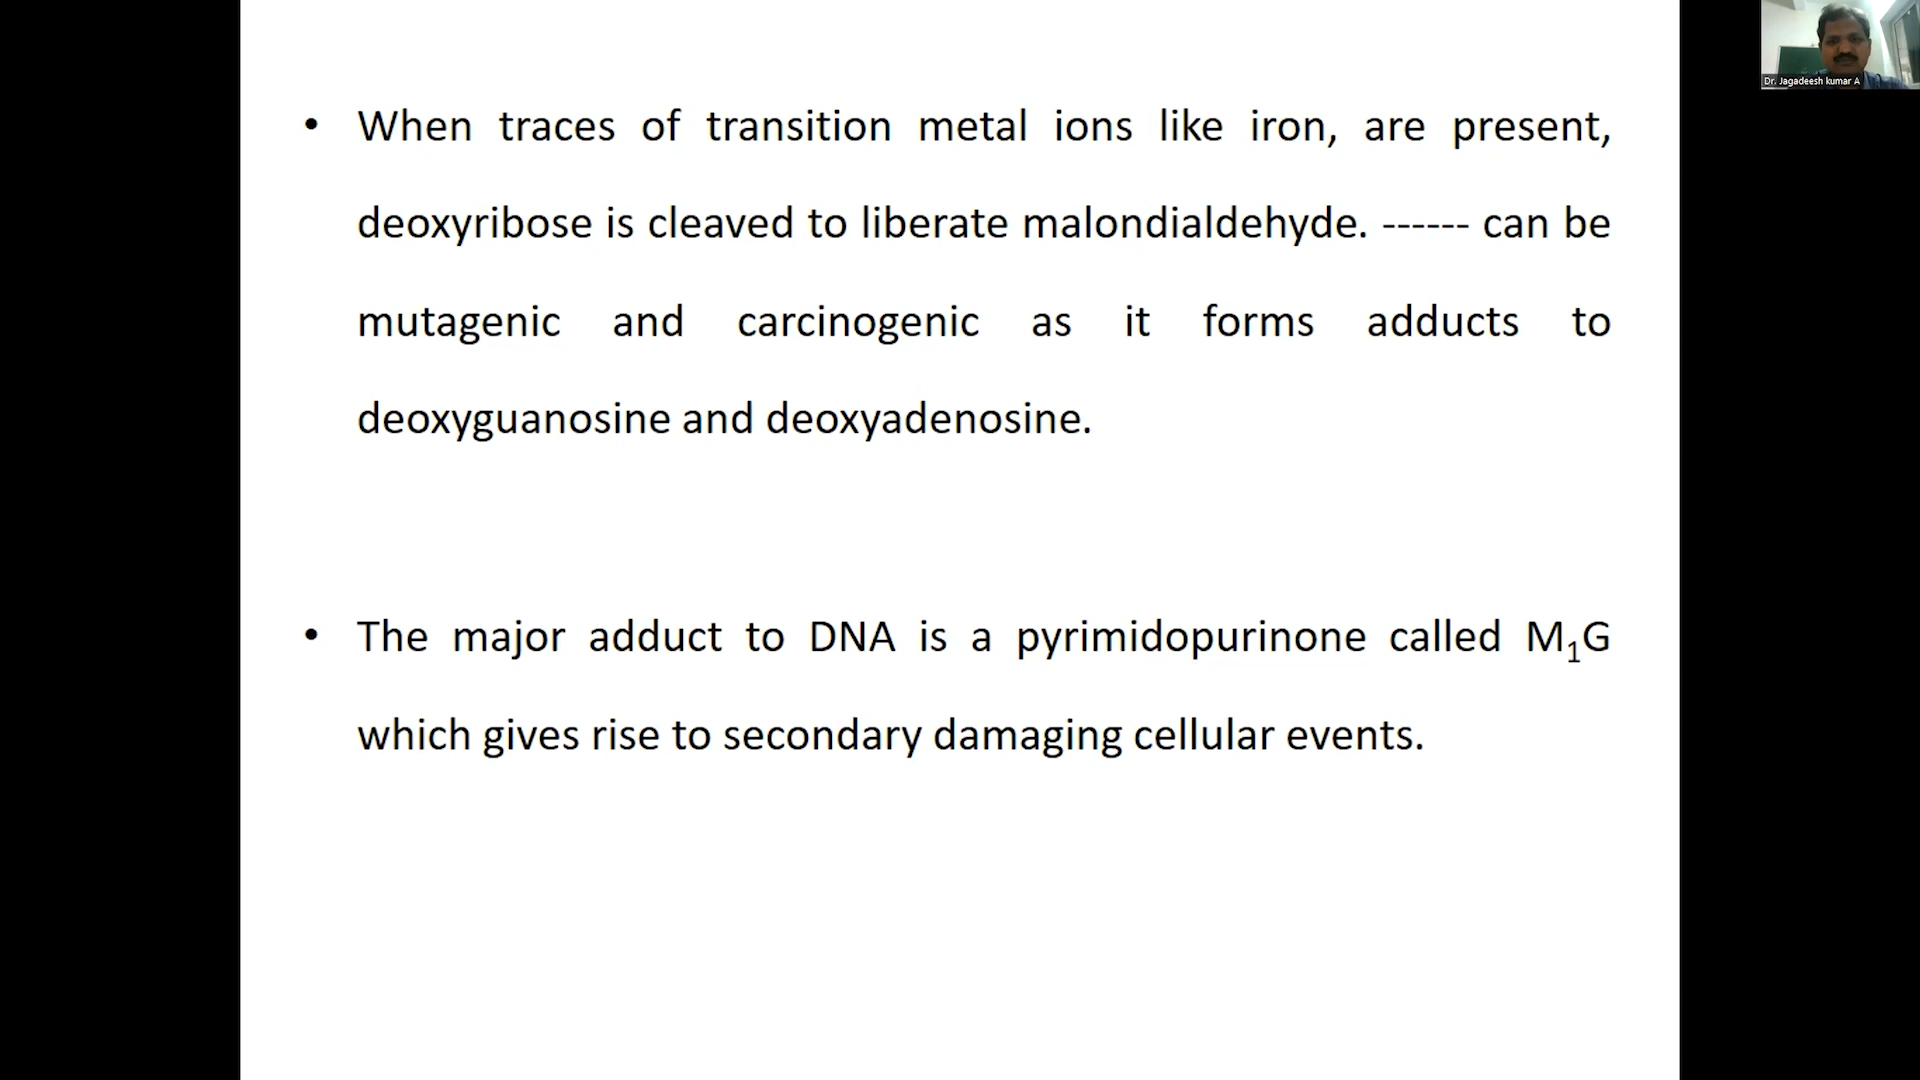 Dr. Jagadeesh kumar A
• When traces of transition metal ions like iron, are present,
deoxyribose is cleaved to liberate malondialdehyde. ------ can be
mutagenic and carcinogenic as it forms adducts to
deoxyguanosine and deoxyadenosine.
• The major adduct to DNA is a pyrimidopurinone called M₁G
which gives rise to secondary damaging cellular events.